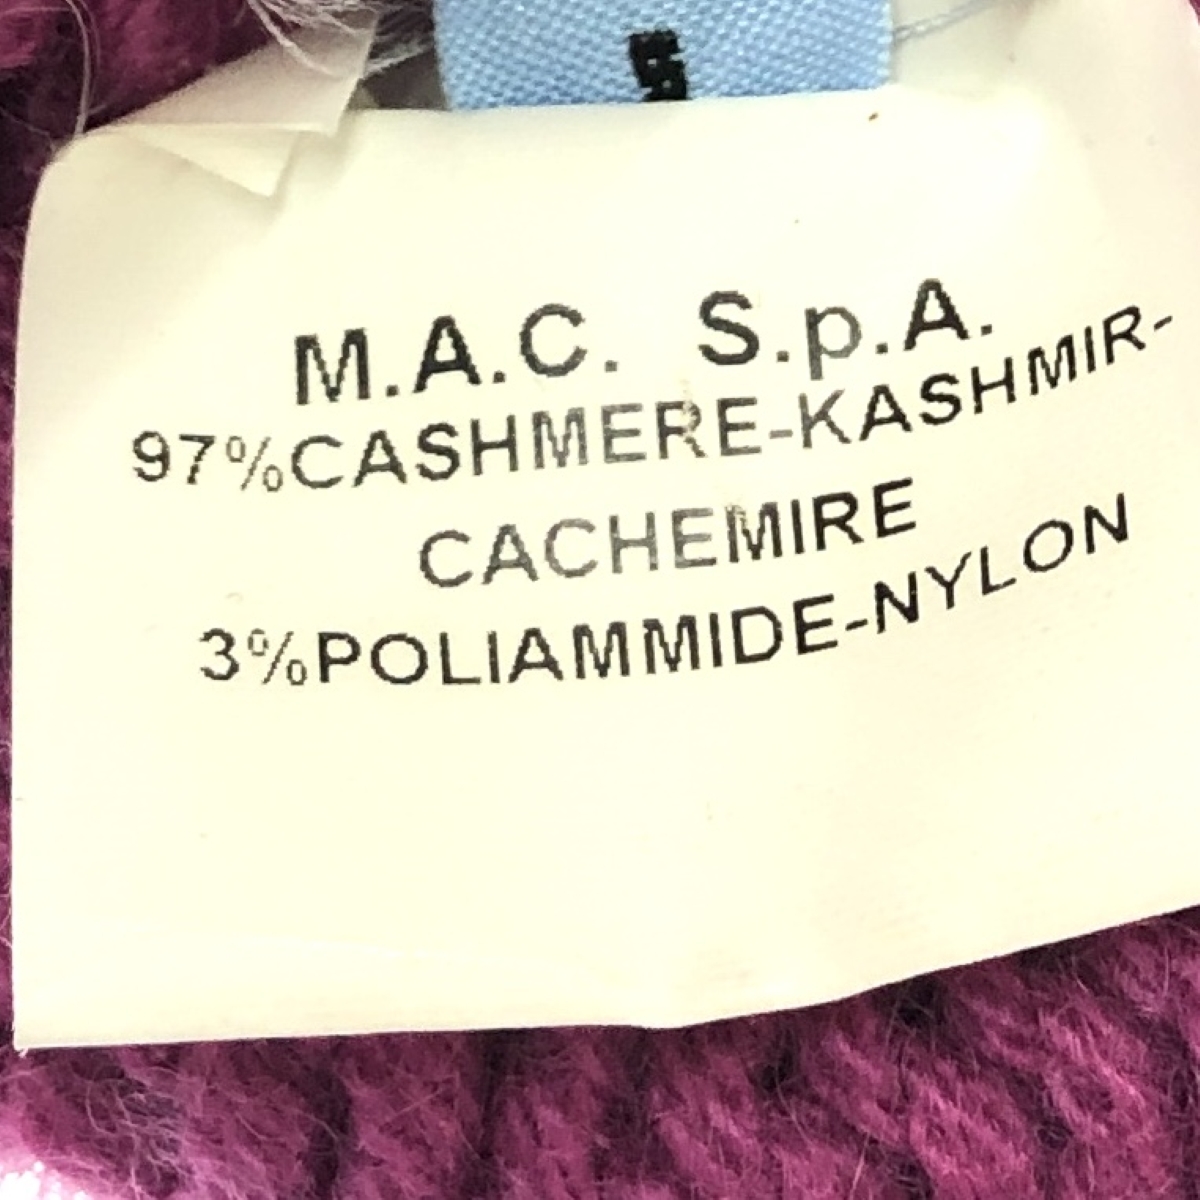 M.A.C. S.p.A.
97%CASHMERE-KASHMIR-
CACHEMIRE
3%POLIAMMIDE-NYLON